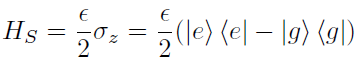 H_S = \frac{\epsilon}{2}\sigma_z = \frac{\epsilon}{2}(|e\rangle \langle e| - |g\rangle \langle g|)